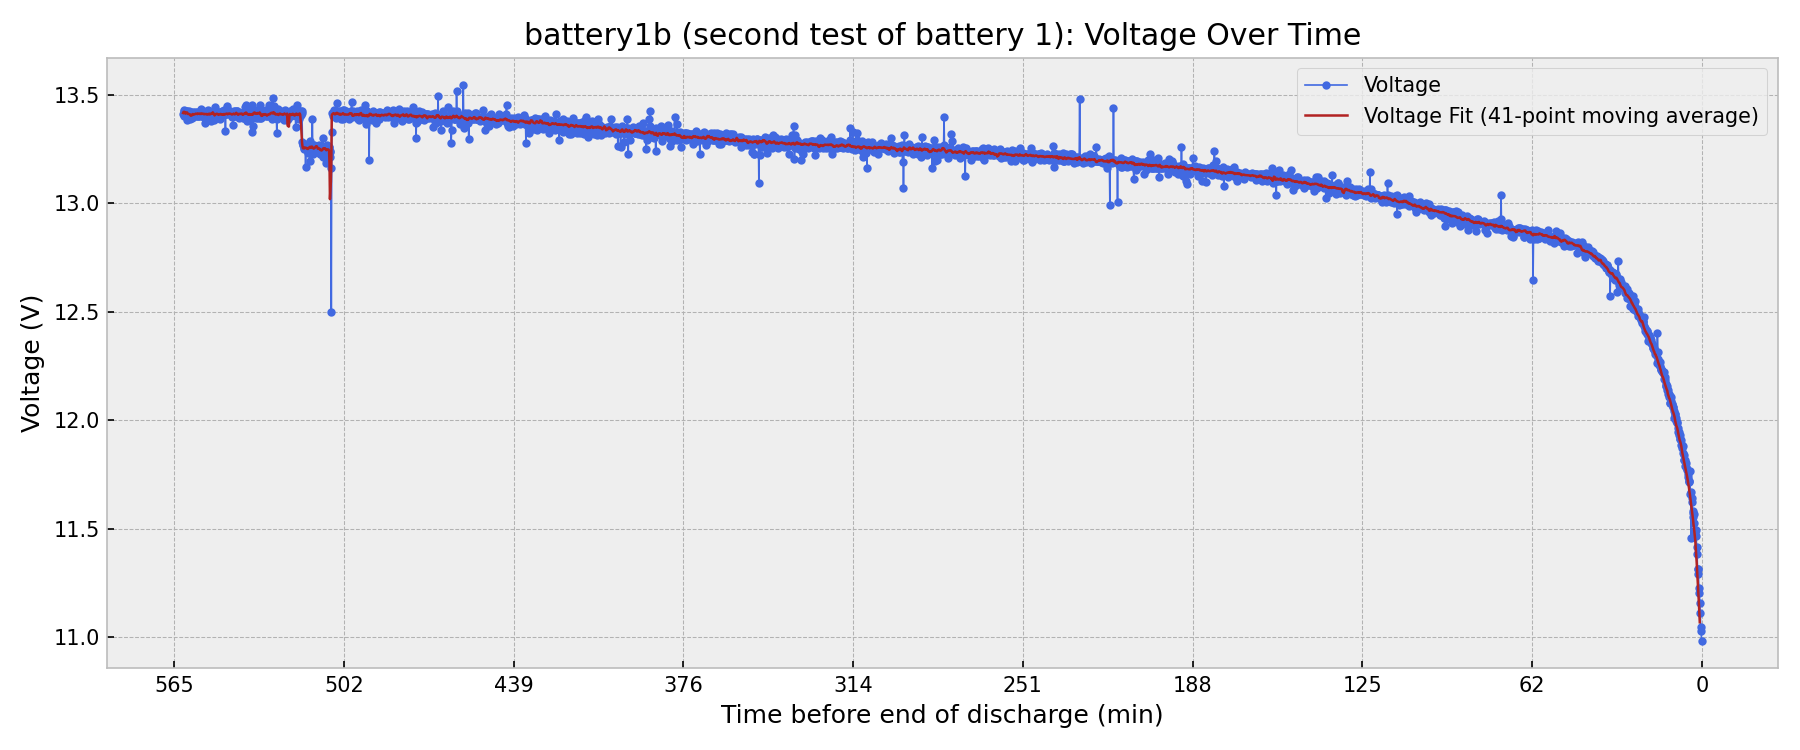 battery1b (second test of battery 1): Voltage Over Time
Voltage
Voltage Fit (41-point moving average)
Voltage (V)
13.5
13.0
12.5
12.0
11.5
11.0
565 502 439 376 314 251 188 125 62 0
Time before end of discharge (min)